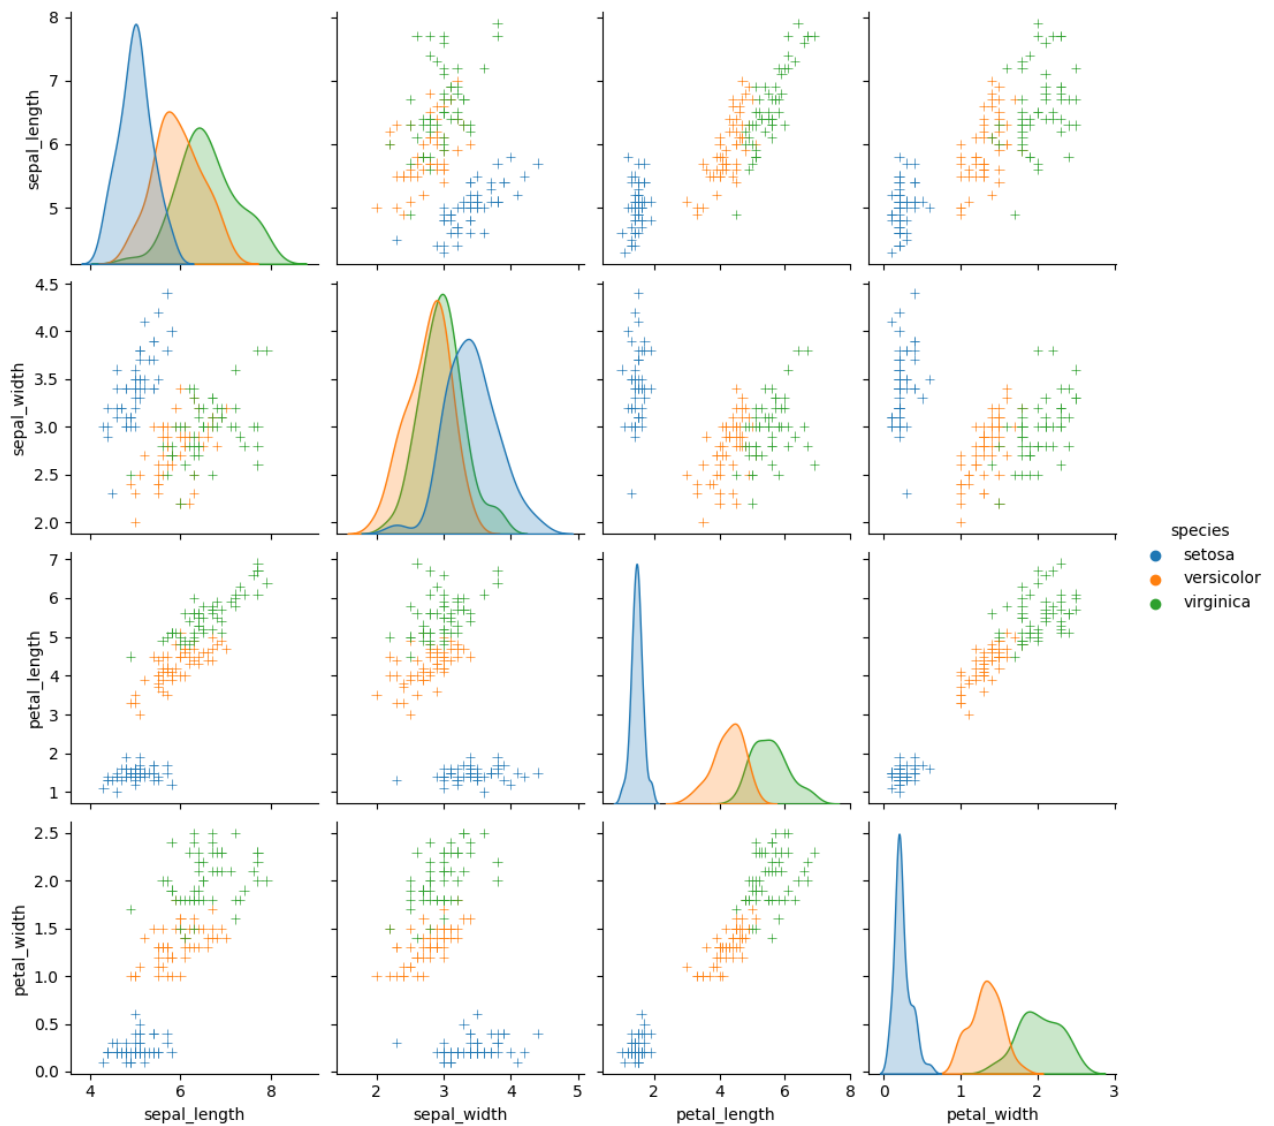 8
7
6
5
sepal_length
4 6 8
4.5
4.0
3.5
3.0
2.5
2.0
sepal_width
2 3 4 5
species
setosa
versicolor
virginica
7
6
5
4
3
2
1
petal_length
2 4 6 8
2.5
2.0
1.5
1.0
0.5
0.0
petal_width
0 1 2 3
sepal_length
sepal_width
petal_length
petal_width